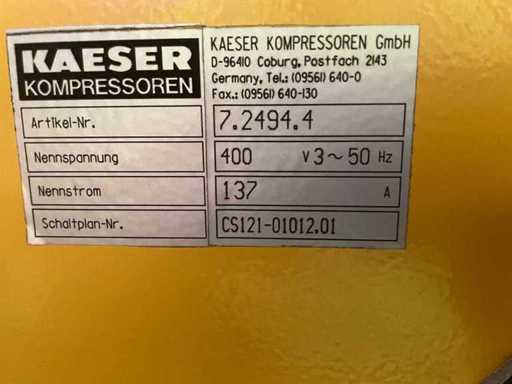 KAESER
KOMPRESSOREN
KAESER KOMPRESSOREN GmbH
D-96410 Coburg, Postfach 2143
Germany, Tel.: (09561) 640-0
Fax.: (09561) 640-130
Artikel-Nr. 7.2494.4
Nennspannung 400 V 3~50 Hz
Nennstrom 137 A
Schaltplan-Nr. CS121-01012.01